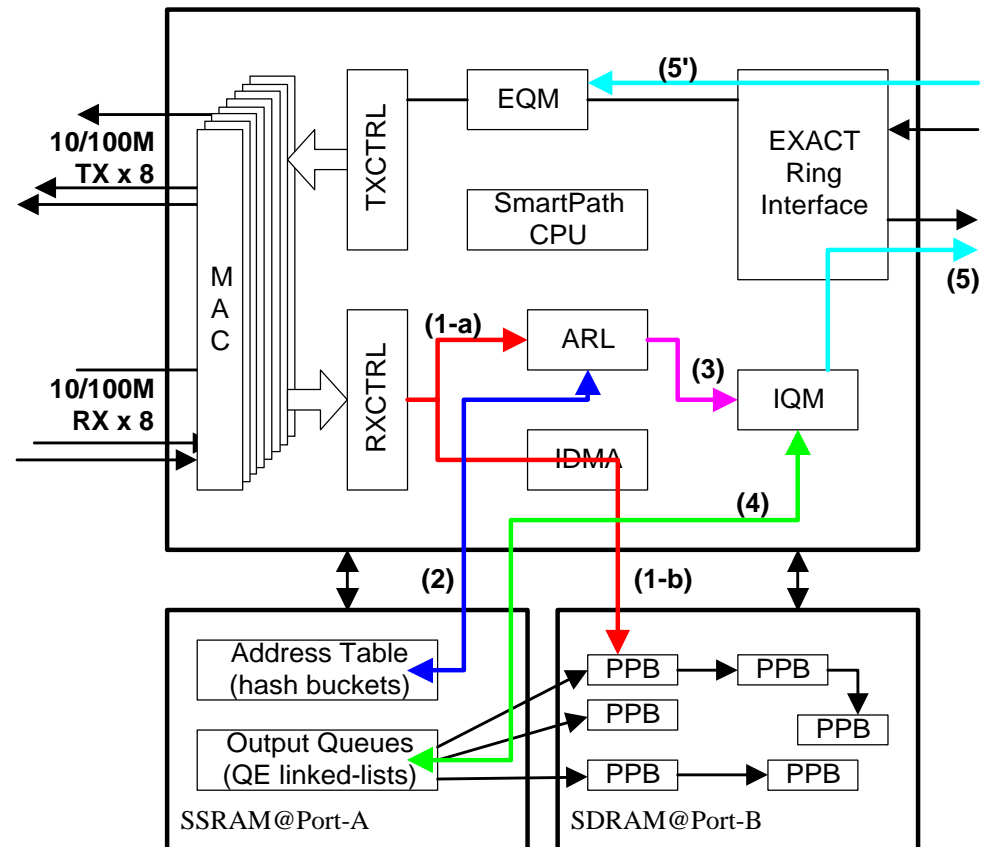 (5')
EQM
EXACT
Ring
Interface
10/100M
TX x 8
TXCTRL
SmartPath
CPU
(5)
M
A
C
(1-a)
ARL
(3)
10/100M
RX x 8
RXCTRL
IQM
IDMA
(4)
(2)
(1-b)
Address Table
(hash buckets)
PPB
PPB
PPB
PPB
Output Queues
(QE linked-lists)
PPB
PPB
SSRAM@Port-A
SDRAM@Port-B